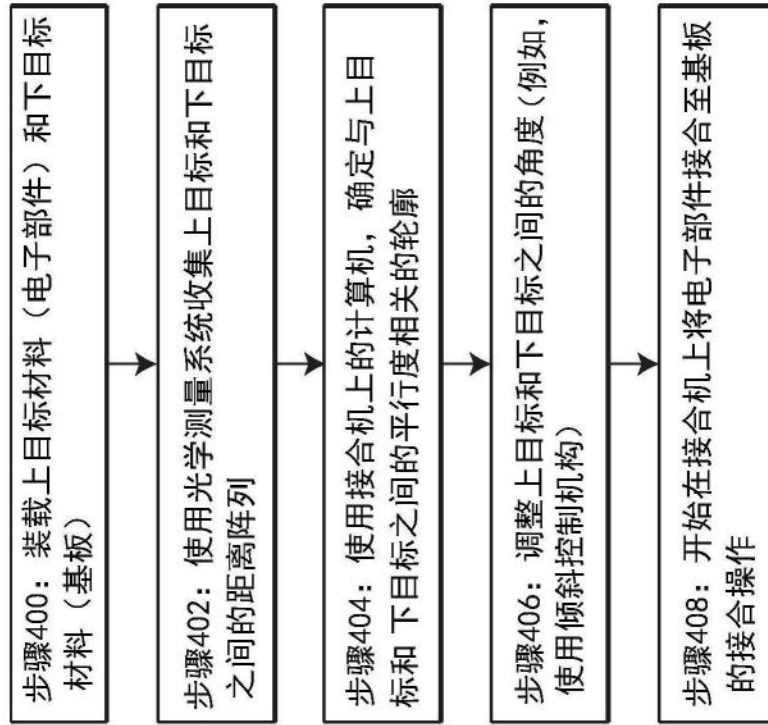 步骤400：装载上目标材料（电子部件）和下目标
材料（基板）
步骤402：使用光学测量系统收集上目标和下目标
之间的距离阵列
步骤404：使用接合机上的计算机，确定与上目
标和 下目标之间的平行度相关的轮廓
步骤406：调整上目标和下目标之间的角度（例如，
使用倾斜控制机构）
步骤408：开始在接合机上将电子部件接合至基板
的接合操作